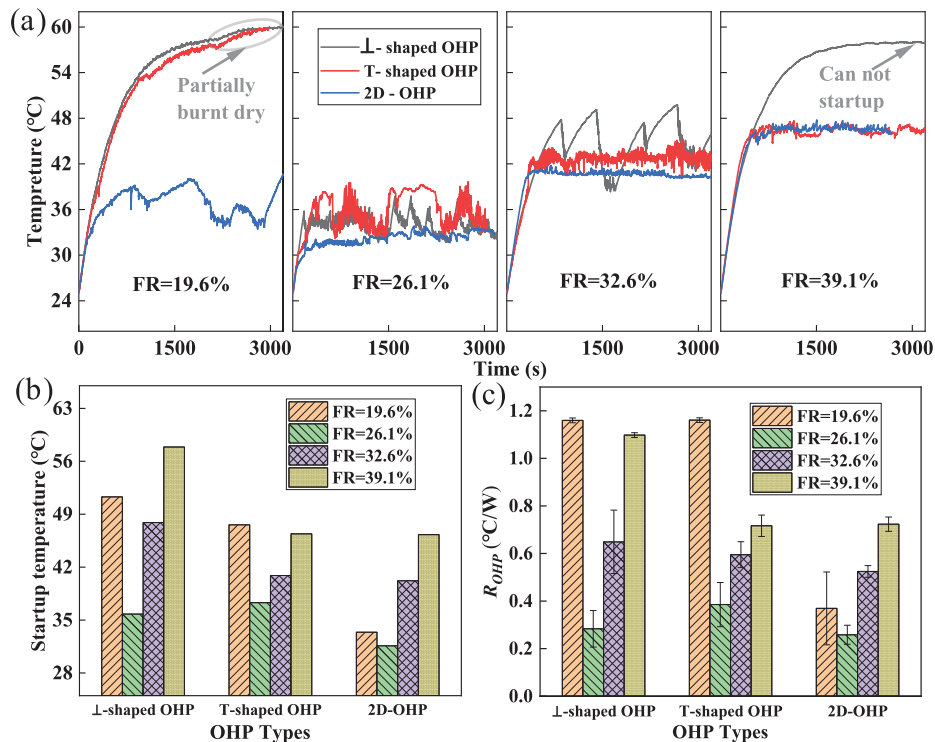 (a)
Tempreture (℃)
60
54
48
42
36
30
24
Partially
burnt dry
FR=19.6%
⊥- shaped OHP
T- shaped OHP
2D - OHP
FR=26.1%
FR=32.6%
Can not
startup
FR=39.1%
0 1500 3000 0 1500 3000 0 1500 3000 0 1500 3000
Time (s)
(b)
Startup temperature (℃)
63
56
49
42
35
28
FR=19.6%
FR=26.1%
FR=32.6%
FR=39.1%
⊥-shaped OHP T-shaped OHP 2D-OHP
OHP Types
(c)
R_OHP (℃/W)
1.2
1.0
0.8
0.6
0.4
0.2
0.0
FR=19.6%
FR=26.1%
FR=32.6%
FR=39.1%
⊥-shaped OHP T-shaped OHP 2D-OHP
OHP Types